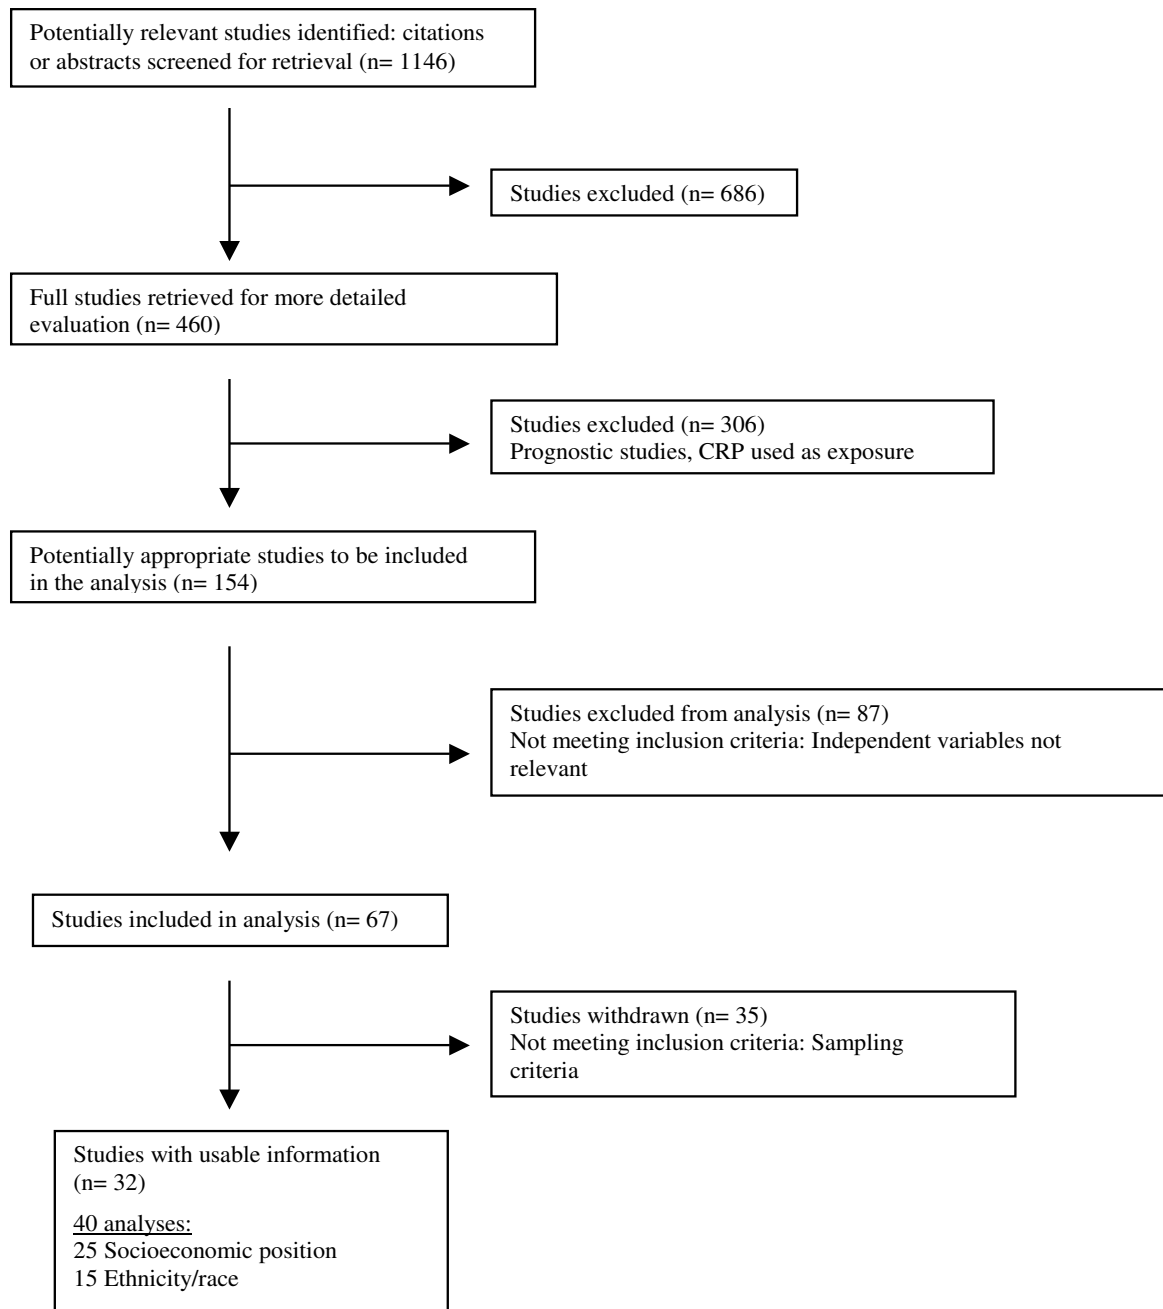 Potentially relevant studies identified: citations
or abstracts screened for retrieval (n= 1146)
Studies excluded (n= 686)
Full studies retrieved for more detailed
evaluation (n= 460)
Studies excluded (n= 306)
Prognostic studies, CRP used as exposure
Potentially appropriate studies to be included
in the analysis (n= 154)
Studies excluded from analysis (n= 87)
Not meeting inclusion criteria: Independent variables not
relevant
Studies included in analysis (n= 67)
Studies withdrawn (n= 35)
Not meeting inclusion criteria: Sampling
criteria
Studies with usable information
(n= 32)
40 analyses:
25 Socioeconomic position
15 Ethnicity/race